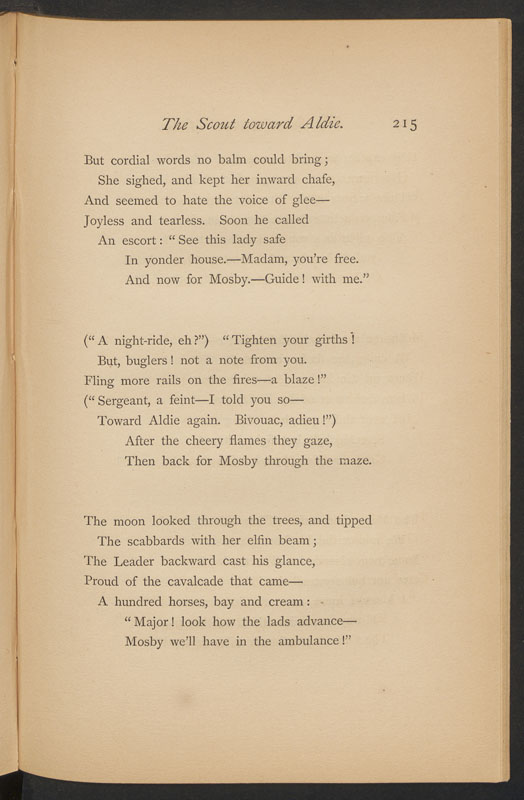 The Scout toward Aldie. 215
But cordial words no balm could bring;
She sighed, and kept her inward chafe,
And seemed to hate the voice of glee—
Joyless and tearless. Soon he called
An escort: “See this lady safe
In yonder house.—Madam, you're free.
And now for Mosby.—Guide! with me.”
(“A night-ride, eh?”) “Tighten your girths!
But, buglers! not a note from you.
Fling more rails on the fires—a blaze!”
(“Sergeant, a feint—I told you so—
Toward Aldie again. Bivouac, adieu!”)
After the cheery flames they gaze,
Then back for Mosby through the maze.
The moon looked through the trees, and tipped
The scabbards with her elfin beam;
The Leader backward cast his glance,
Proud of the cavalcade that came—
A hundred horses, bay and cream:
“Major! look how the lads advance—
Mosby we'll have in the ambulance!”